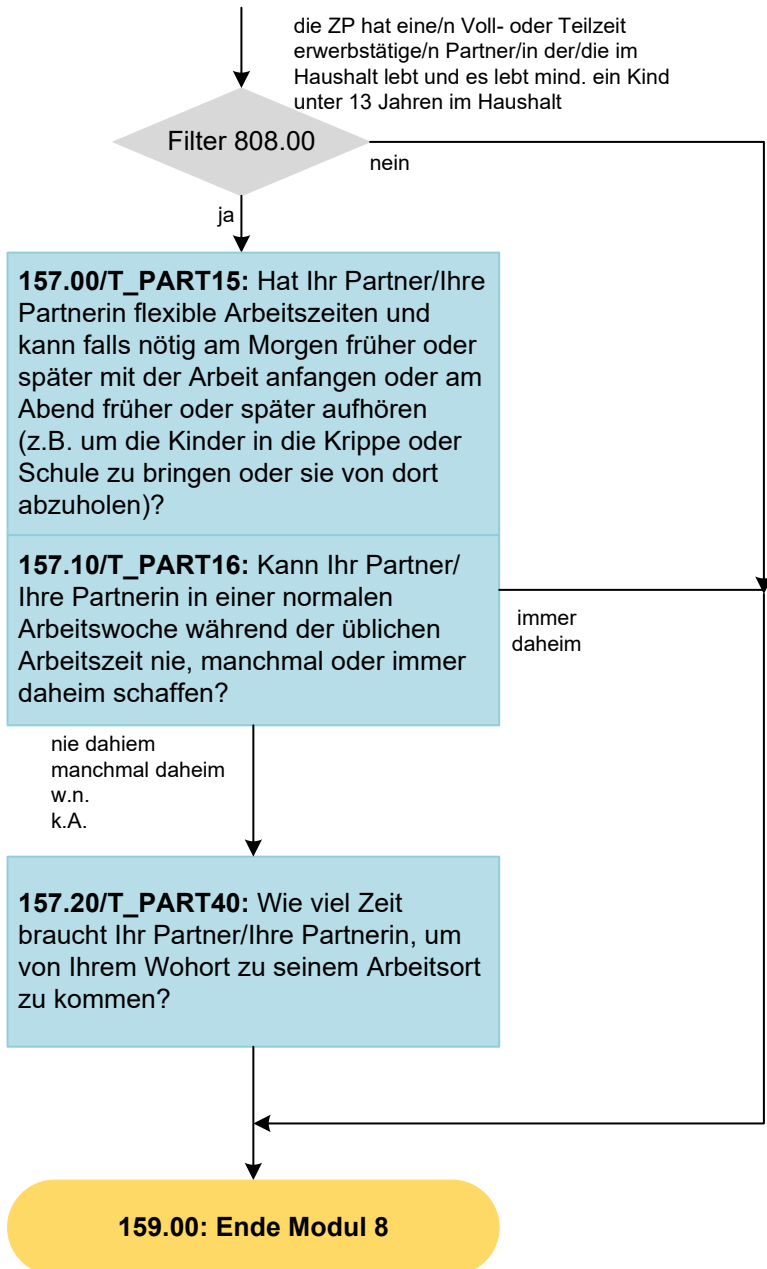 die ZP hat eine/n Voll- oder Teilzeit
erwerbstätige/n Partner/in der/die im
Haushalt lebt und es lebt mind. ein Kind
unter 13 Jahren im Haushalt
Filter 808.00
nein
ja
157.00/T_PART15: Hat Ihr Partner/Ihre
Partnerin flexible Arbeitszeiten und
kann falls nötig am Morgen früher oder
später mit der Arbeit anfangen oder am
Abend früher oder später aufhören
(z.B. um die Kinder in die Krippe oder
Schule zu bringen oder sie von dort
abzuholen)?
157.10/T_PART16: Kann Ihr Partner/
Ihre Partnerin in einer normalen
Arbeitswoche während der üblichen
Arbeitszeit nie, manchmal oder immer
daheim schaffen?
immer
daheim
nie dahiem
manchmal daheim
w.n.
k.A.
157.20/T_PART40: Wie viel Zeit
braucht Ihr Partner/Ihre Partnerin, um
von Ihrem Wohort zu seinem Arbeitsort
zu kommen?
159.00: Ende Modul 8